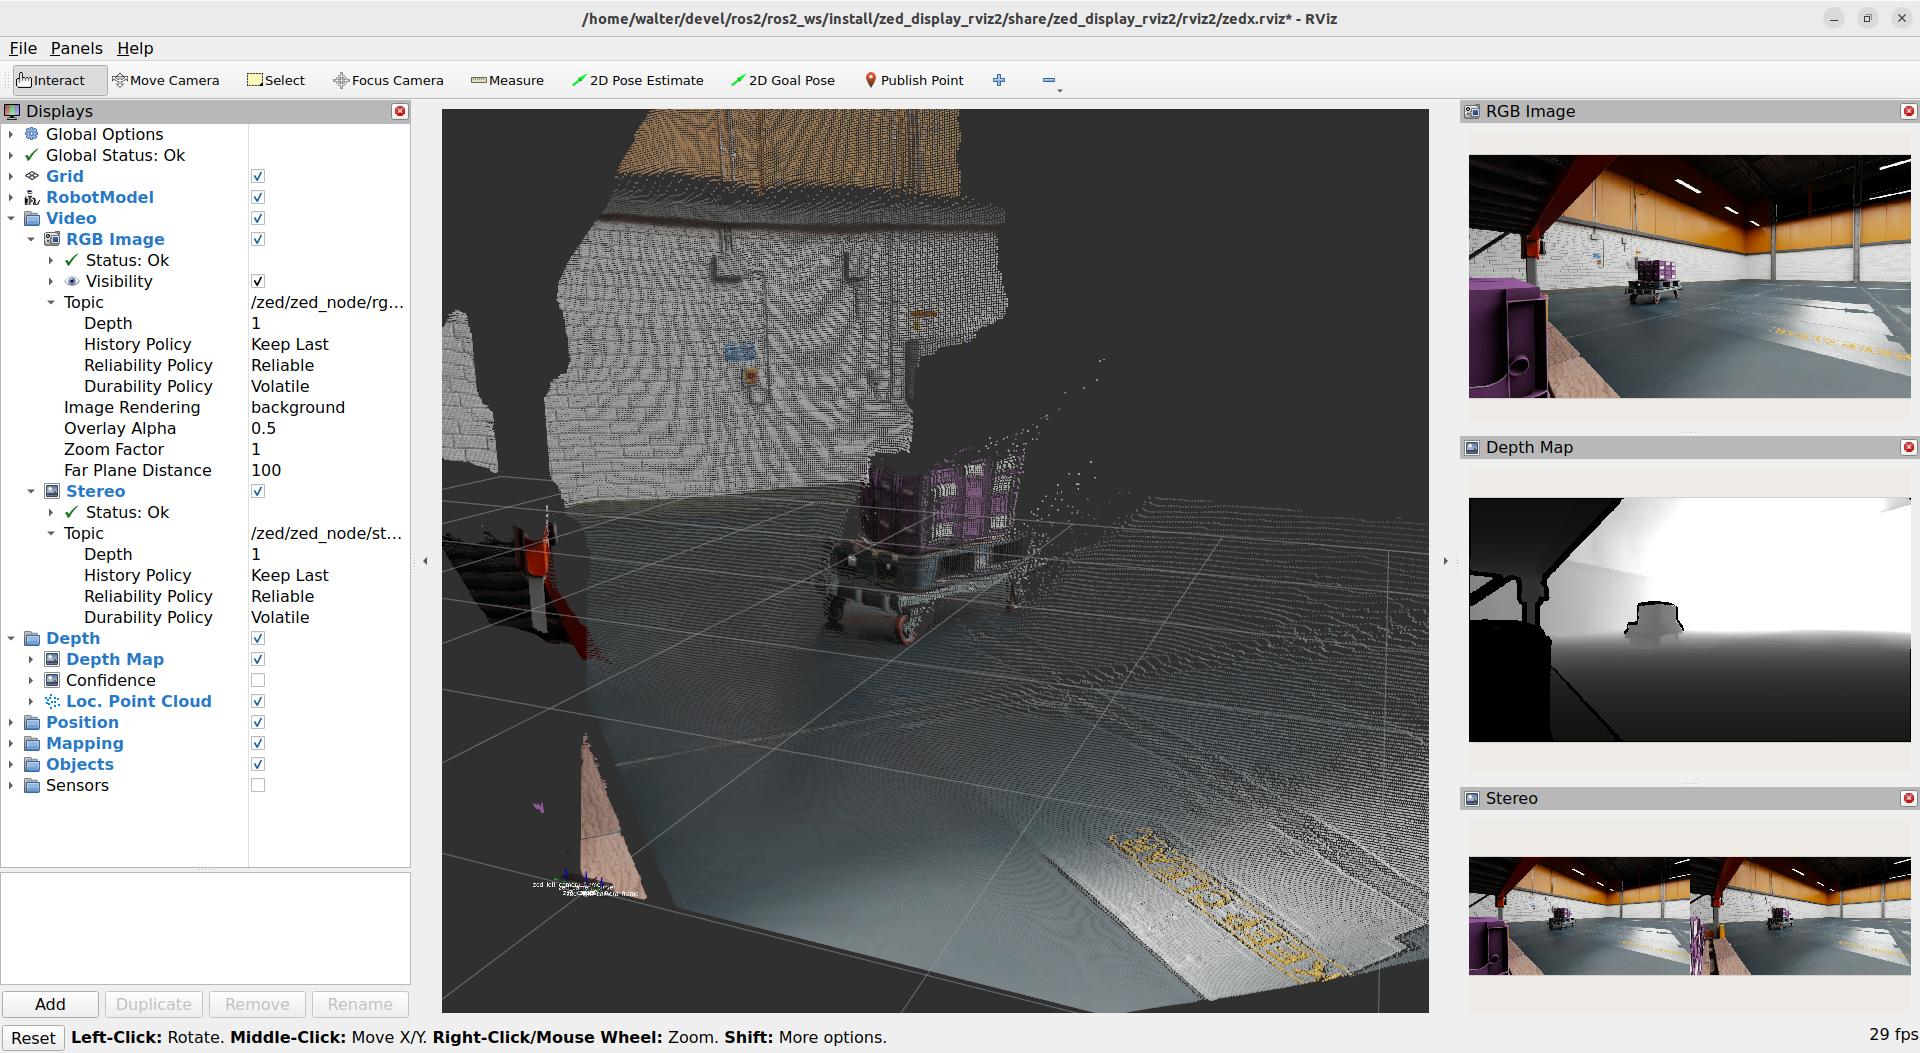 /home/walter/devel/ros2/ros2_ws/install/zed_display_rviz2/share/zed_display_rviz2/rviz2/zedx.rviz* - RViz
File Panels Help
Interact Move Camera Select Focus Camera Measure 2D Pose Estimate 2D Goal Pose Publish Point
Displays
Global Options
Global Status: Ok
Grid
RobotModel
Video
RGB Image
Status: Ok
Visibility
Topic /zed/zed_node/rg...
Depth 1
History Policy Keep Last
Reliability Policy Reliable
Durability Policy Volatile
Image Rendering background
Overlay Alpha 0.5
Zoom Factor 1
Far Plane Distance 100
Stereo
Status: Ok
Topic /zed/zed_node/st...
Depth 1
History Policy Keep Last
Reliability Policy Reliable
Durability Policy Volatile
Depth
Depth Map
Confidence
Loc. Point Cloud
Position
Mapping
Objects
Sensors
Add Duplicate Remove Rename
Reset Left-Click: Rotate. Middle-Click: Move X/Y. Right-Click/Mouse Wheel: Zoom. Shift: More options.
RGB Image
Depth Map
Stereo
29 fps